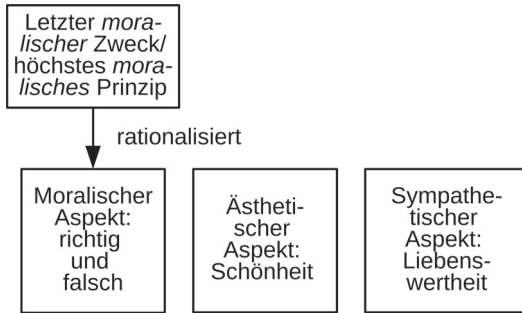 Letzter mora-
lischer Zweck/
höchstes mora-
lisches Prinzip
rationalisiert
Moralischer
Aspekt:
richtig
und
falsch
Ästheti-
scher
Aspekt:
Schönheit
Sympathe-
tischer
Aspekt:
Liebens-
wertheit